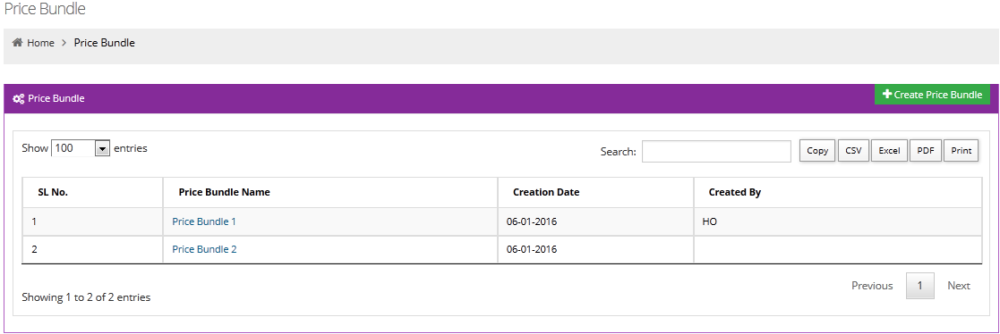 Price Bundle
Home > Price Bundle
Price Bundle
Create Price Bundle
Show 100 entries
Search:
Copy CSV Excel PDF Print
SL No. Price Bundle Name Creation Date Created By
1 Price Bundle 1 06-01-2016 HO
2 Price Bundle 2 06-01-2016
Previous 1 Next
Showing 1 to 2 of 2 entries